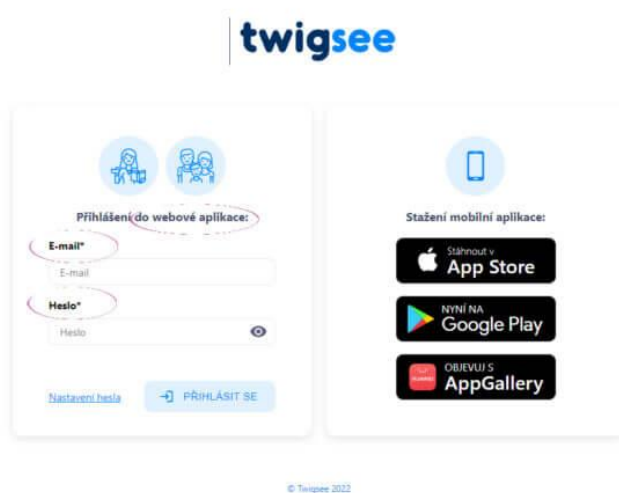 twigsee
Přihlášení do webové aplikace:
E-mail*
E-mail
Heslo*
Heslo
Nastavení hesla
PŘIHLÁSIT SE
Stažení mobilní aplikace:
Stáhnout v
App Store
NYNÍ NA
Google Play
OBJEVUJ S
AppGallery
© Twigsee 2022